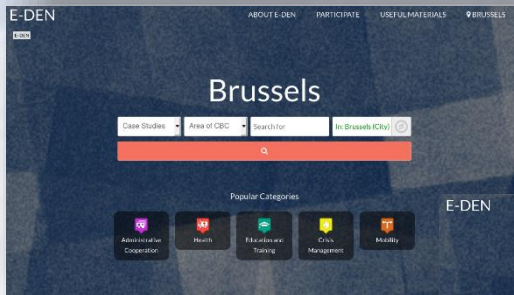 E-DEN
ABOUT E-DEN PARTICIPATE USEFUL MATERIALS BRUSSELS
E-DEN
Brussels
Case Studies Area of CBC Search for In: Brussels (City)
Popular Categories
E-DEN
Administrative Cooperation
Health
Education and Training
Crisis Management
Mobility